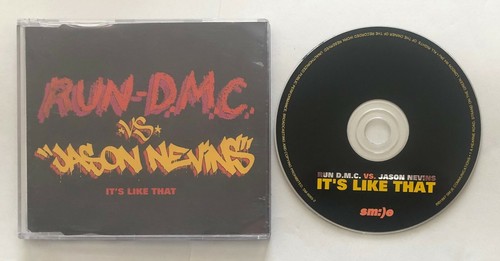 RUN-D.M.C.
VS.
"JASON NEVINS"
IT'S LIKE THAT
RUN D.M.C. VS. JASON NEVINS
IT'S LIKE THAT
sm:)e